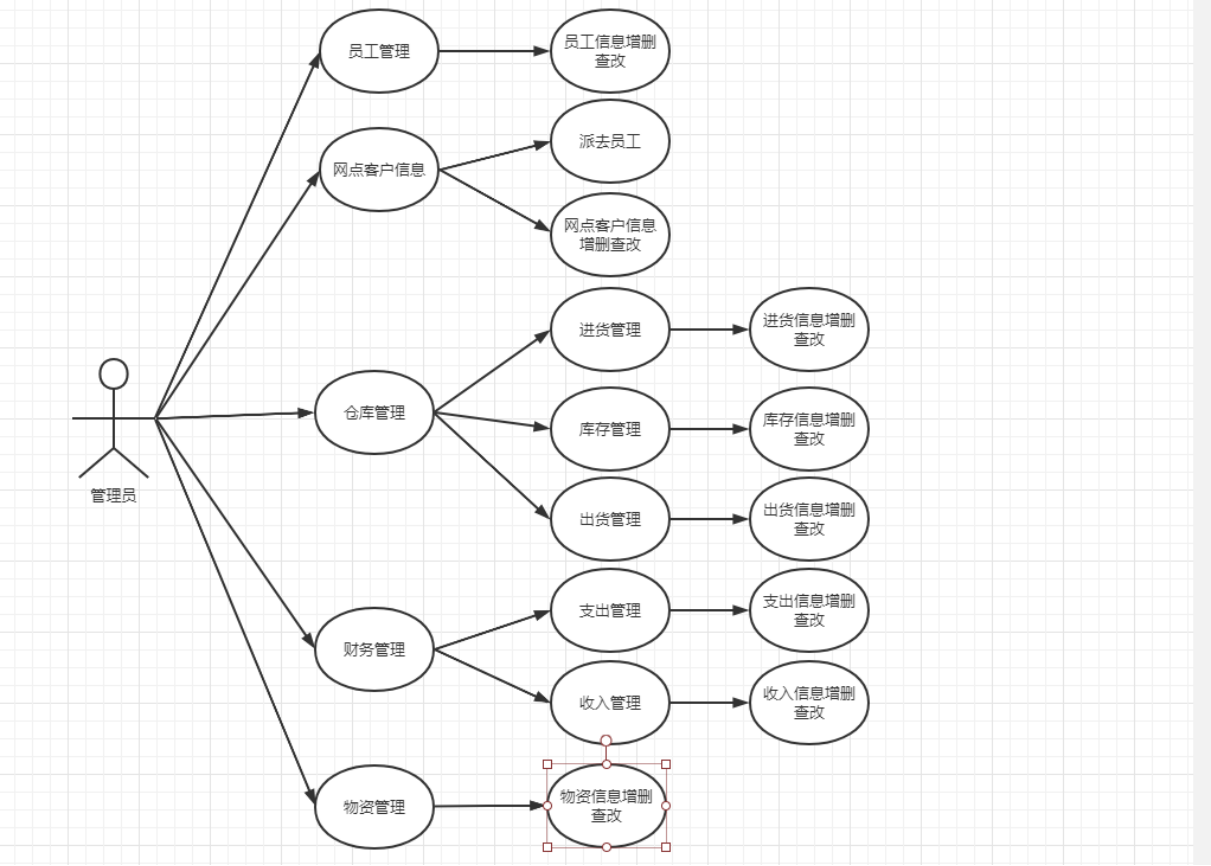 员工管理
员工信息增删
查改
派去员工
网点客户信息
网点客户信息
增删查改
进货管理
进货信息增删
查改
仓库管理
库存管理
库存信息增删
查改
管理员
出货管理
出货信息增删
查改
支出管理
支出信息增删
查改
财务管理
收入管理
收入信息增删
查改
物资管理
物资信息增删
查改